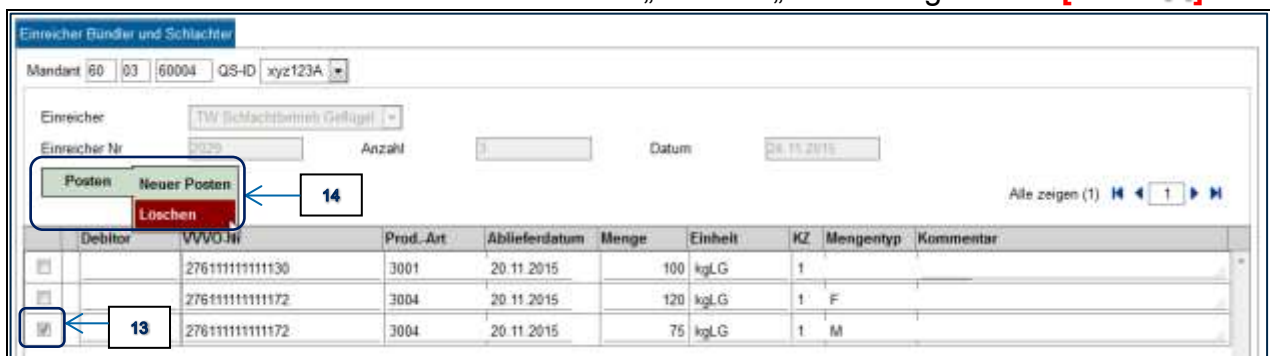 Einreicher Bündler und Schlachter
Mandant 60 03 60004 QS-ID xyz123A
Einreicher TW Schlachtbetrieb Geflügel
Einreicher Nr 2029 Anzahl 3 Datum 24.11.2015
Posten Neuer Posten
14
Alle zeigen (1) 1
Löschen
Debitor VVVO-Nr Prod.-Art Ablieferdatum Menge Einheit KZ Mengentyp Kommentar
276111111111130 3001 20.11.2015 100 kgLG 1
276111111111172 3004 20.11.2015 120 kgLG 1 F
13 276111111111172 3004 20.11.2015 75 kgLG 1 M